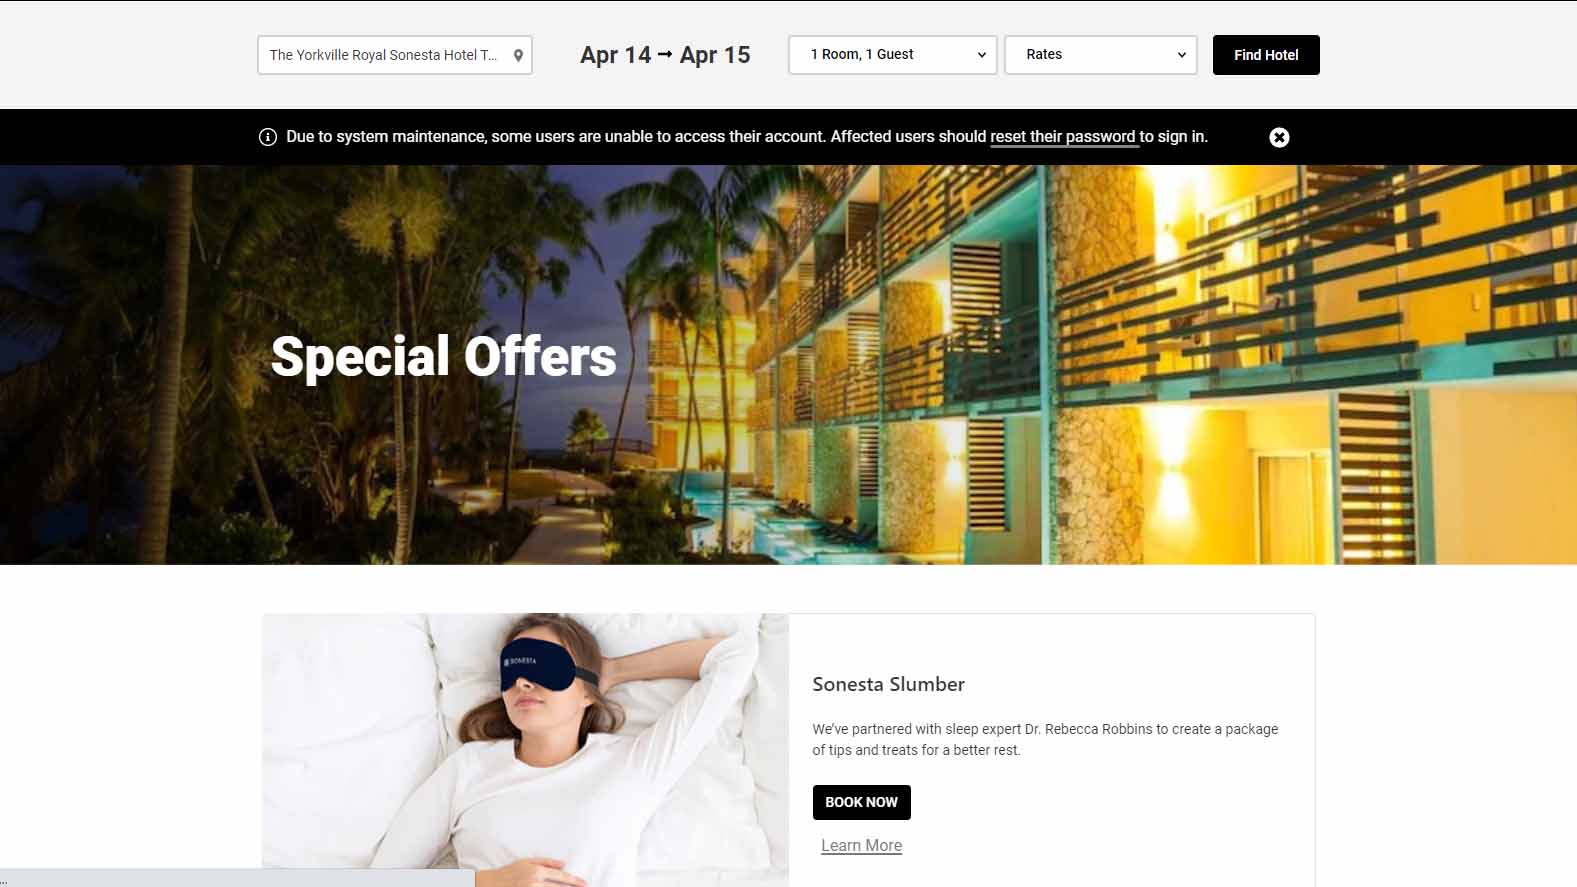 The Yorkville Royal Sonesta Hotel T...
Apr 14 → Apr 15
1 Room, 1 Guest
Rates
Find Hotel
Due to system maintenance, some users are unable to access their account. Affected users should reset their password to sign in.
Special Offers
SONESTA
Sonesta Slumber
We've partnered with sleep expert Dr. Rebecca Robbins to create a package
of tips and treats for a better rest.
BOOK NOW
Learn More
...